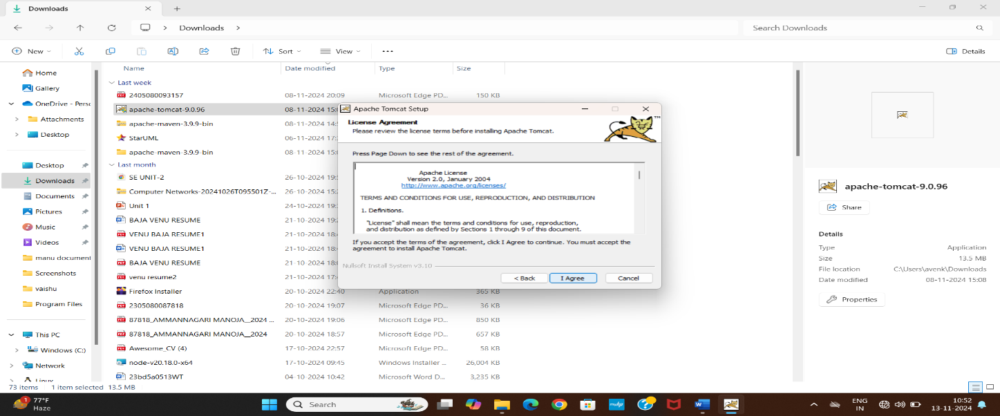 Downloads
Downloads
Search Downloads
New
Sort
View
Details
Name Date modified Type Size
Home
Gallery
OneDrive - Perso
Attachments
Desktop
Desktop
Downloads
Documents
Pictures
Music
Videos
manu document
Screenshots
vaishu
Program Files
This PC
Windows (C:)
Network
Linux
Last week
2405080093157 08-11-2024 20:09 Microsoft Edge PD... 150 KB
apache-tomcat-9.0.96 08-11-2024 15:0
apache-maven-3.9.9-bin 08-11-2024 14:
StarUML 06-11-2024 17:
apache-maven-3.9.9-bin 08-11-2024 15:0
Last month
SE UNIT-2 26-10-2024 19:
Computer Networks-20241026T095501Z-... 26-10-2024 15:
Unit 1 24-10-2024 19:
BAJA VENU RESUME 21-10-2024 19:
VENU BAJA RESUME1 21-10-2024 18:
VENU BAJA RESUME1 21-10-2024 18:
BAJA VENU RESUME 21-10-2024 18:
venu resume2 21-10-2024 17:
Firefox Installer 20-10-2024 22:40 Application 365 KB
2305080087818 20-10-2024 19:07 Microsoft Edge PD... 36 KB
87818_AMMANNAGARI MANOJA__2024 ... 20-10-2024 19:06 Microsoft Edge PD... 850 KB
87818_AMMANNAGARI MANOJA__2024 20-10-2024 18:57 Microsoft Edge PD... 657 KB
Awesome_CV (4) 17-10-2024 22:57 Microsoft Edge PD... 58 KB
node-v20.18.0-x64 17-10-2024 09:45 Windows Installer ... 26,004 KB
23bd5a0513WT 04-10-2024 10:42 Microsoft Word D... 3,235 KB
Apache Tomcat Setup
License Agreement
Please review the license terms before installing Apache Tomcat.
TM
Press Page Down to see the rest of the agreement.
Apache License
Version 2.0, January 2004
http://www.apache.org/licenses/
TERMS AND CONDITIONS FOR USE, REPRODUCTION, AND DISTRIBUTION
1. Definitions.
"License" shall mean the terms and conditions for use, reproduction,
and distribution as defined by Sections 1 through 9 of this document.
If you accept the terms of the agreement, click I Agree to continue. You must accept the
agreement to install Apache Tomcat.
Nullsoft Install System v3.10
< Back I Agree Cancel
apache-tomcat-9.0.96
Share
Details
Type Application
Size 13.5 MB
File location C:\Users\avenk\Downloads
Date modified 08-11-2024 15:08
Properties
73 items 1 item selected 13.5 MB
1
77°F
Haze
Search
myhp
ENG
IN
10:52
13-11-2024